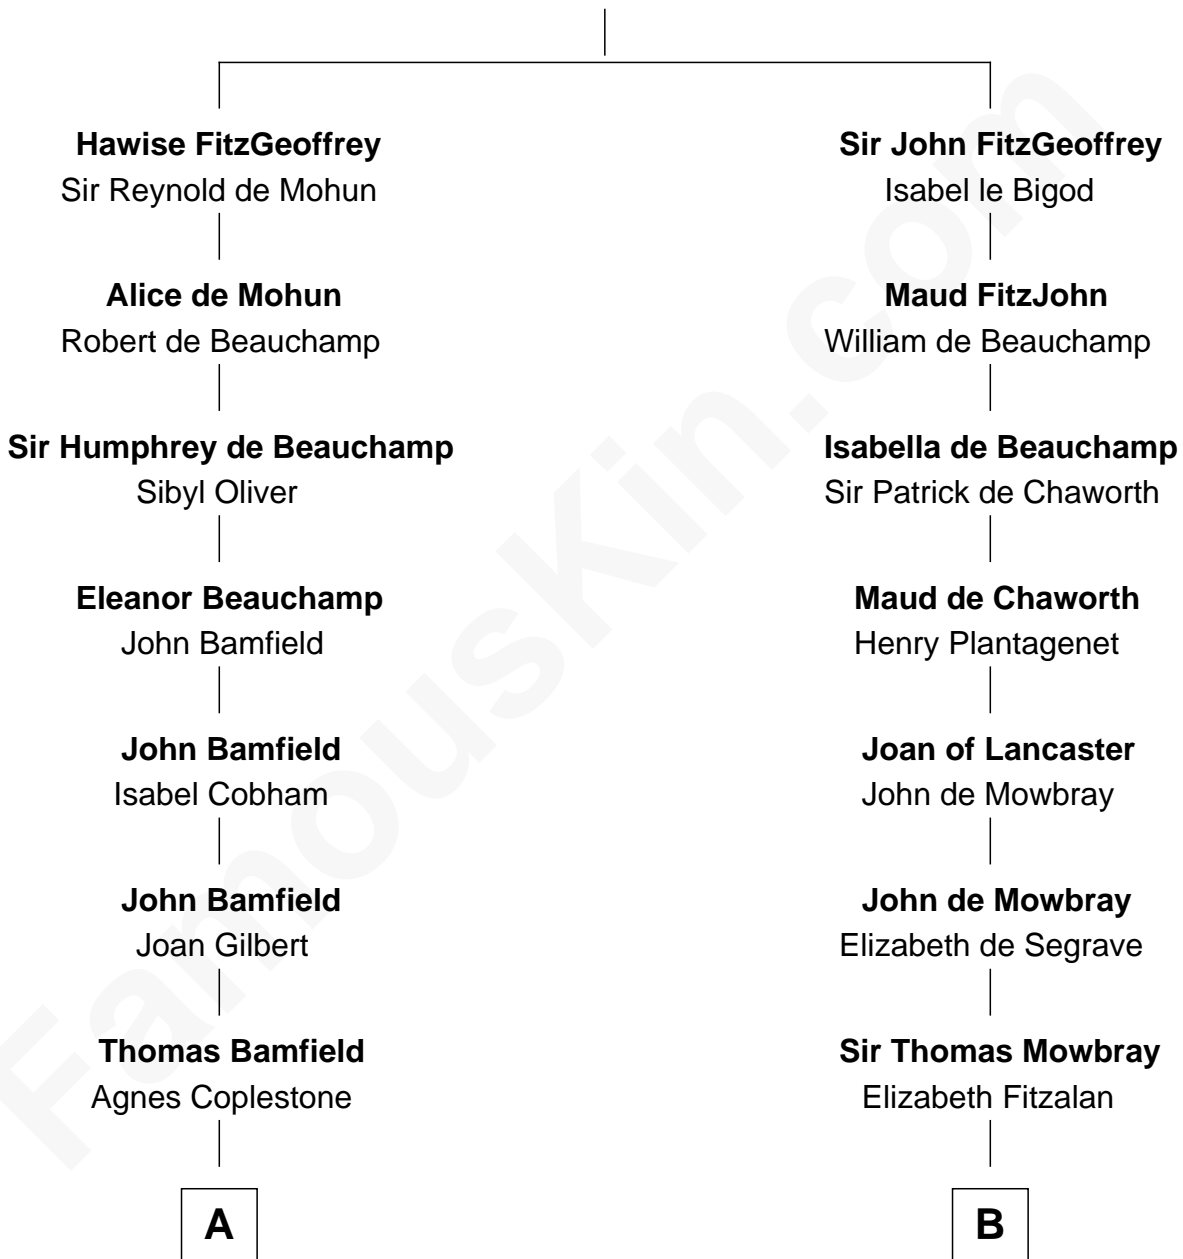 Hawise FitzGeoffrey
Sir Reynold de Mohun
Alice de Mohun
Robert de Beauchamp
Sir Humphrey de Beauchamp
Sibyl Oliver
Eleanor Beauchamp
John Bamfield
John Bamfield
Isabel Cobham
John Bamfield
Joan Gilbert
Thomas Bamfield
Agnes Coplestone
A
Sir John FitzGeoffrey
Isabel le Bigod
Maud FitzJohn
William de Beauchamp
Isabella de Beauchamp
Sir Patrick de Chaworth
Maud de Chaworth
Henry Plantagenet
Joan of Lancaster
John de Mowbray
John de Mowbray
Elizabeth de Segrave
Sir Thomas Mowbray
Elizabeth Fitzalan
B
FamousKin.com